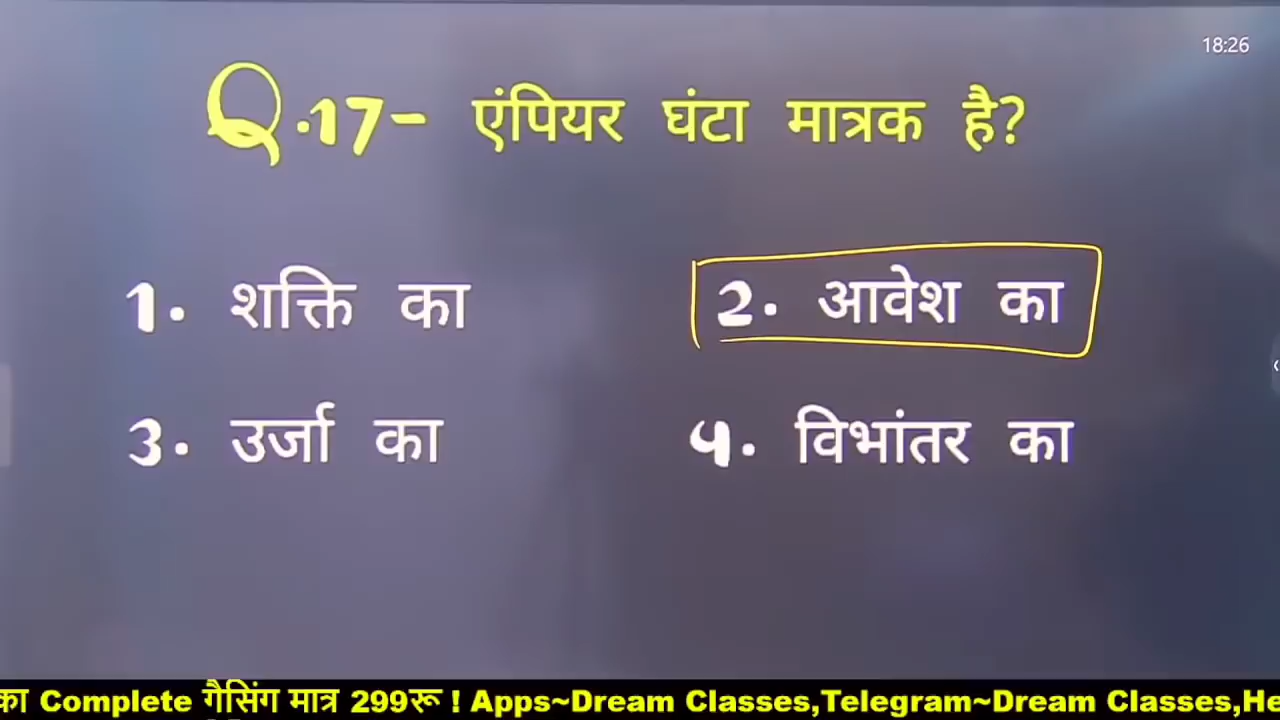 18:26
Q.17- एंपियर घंटा मात्रक है?
1. शक्ति का
2. आवेश का
3. उर्जा का
4. विभांतर का
का Complete गैसिंग मात्र 299रू ! Apps~Dream Classes,Telegram~Dream Classes,He